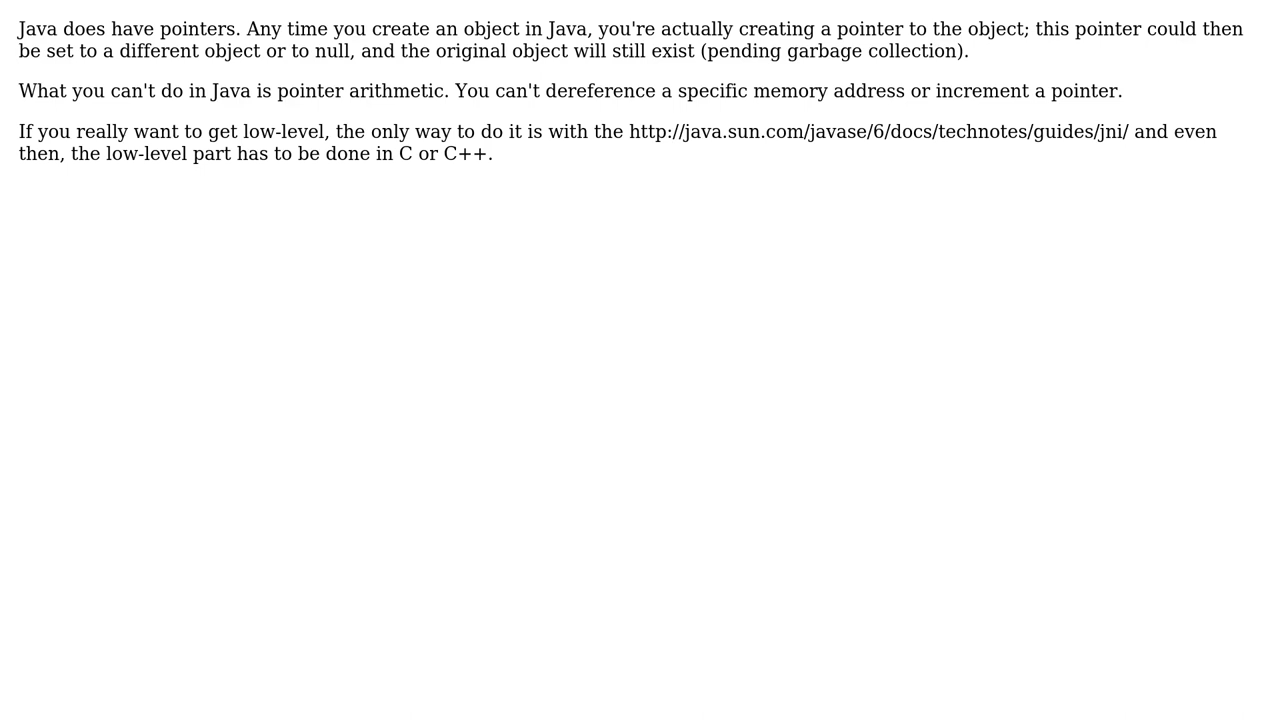 Java does have pointers. Any time you create an object in Java, you're actually creating a pointer to the object; this pointer could then
be set to a different object or to null, and the original object will still exist (pending garbage collection).
What you can't do in Java is pointer arithmetic. You can't dereference a specific memory address or increment a pointer.
If you really want to get low-level, the only way to do it is with the http://java.sun.com/javase/6/docs/technotes/guides/jni/ and even
then, the low-level part has to be done in C or C++.